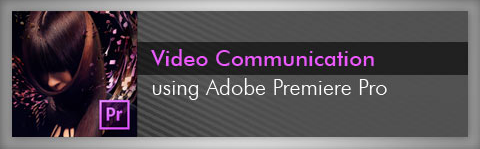 Video Communication
using Adobe Premiere Pro
Pr